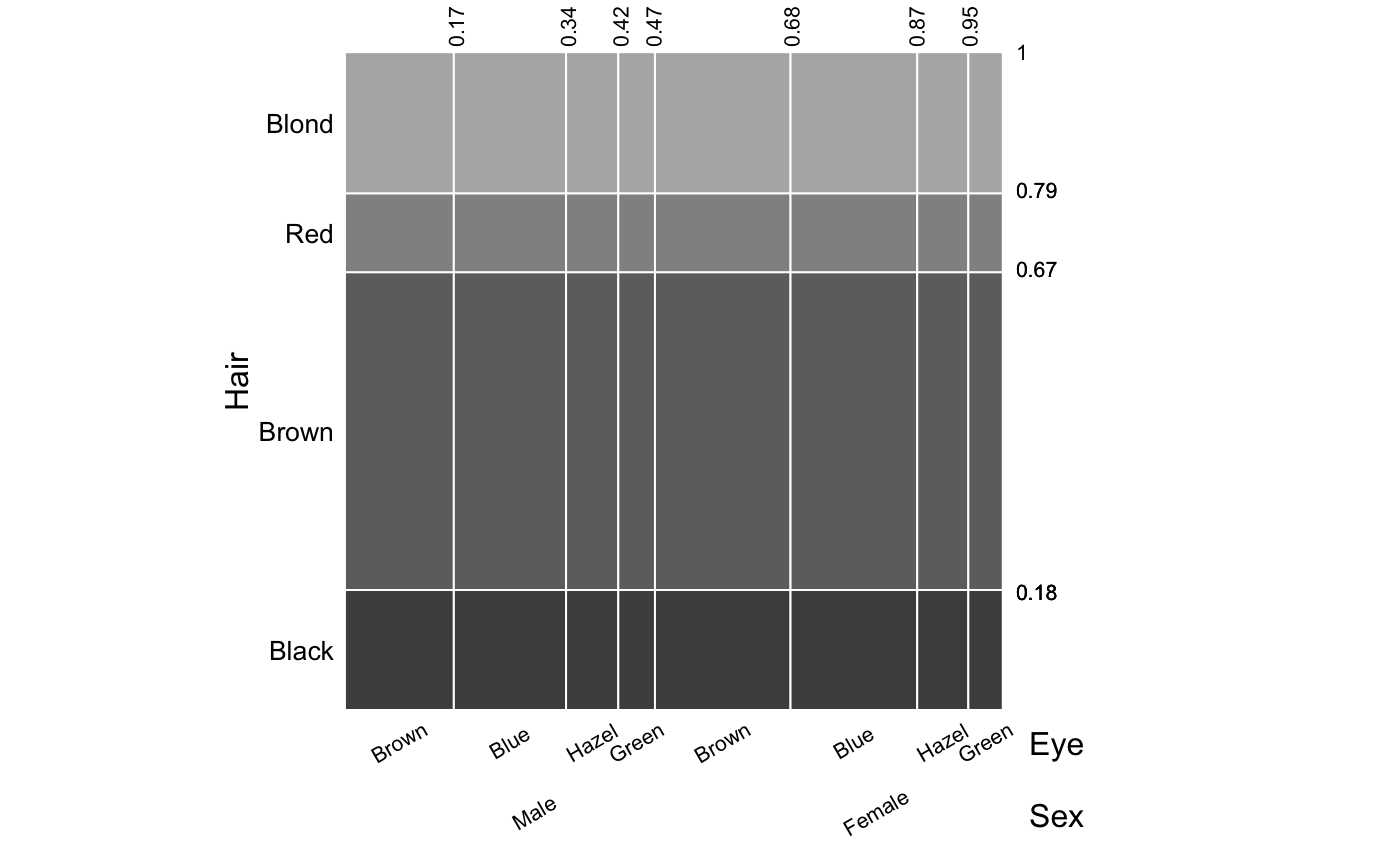 0.17 0.34 0.42 0.47 0.68 0.87 0.95
1
Blond
0.79
Red
0.67
Hair
Brown
0.18
Black
Brown Blue Hazel Green Brown Blue Hazel Green Eye
Male Female Sex